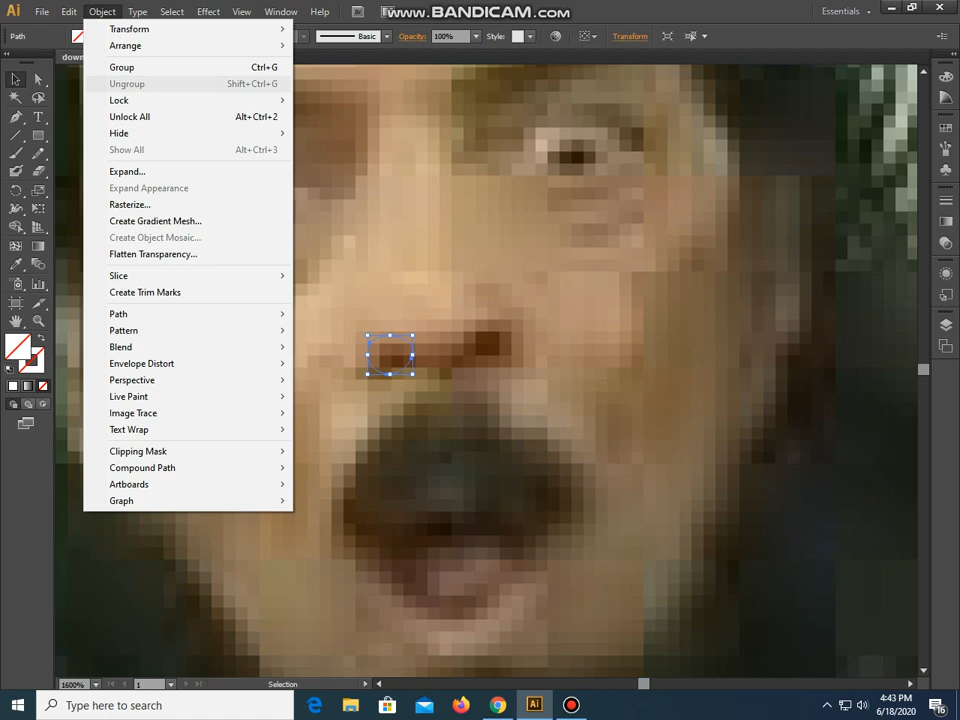 Ai File Edit Object Type Select Effect View Window Help www.BANDICAM.com Essentials
Path Basic Opacity: 100% Style: Transform
down
Transform
Arrange
Group Ctrl+G
Ungroup Shift+Ctrl+G
Lock
Unlock All Alt+Ctrl+2
Hide
Show All Alt+Ctrl+3
Expand...
Expand Appearance
Rasterize...
Create Gradient Mesh...
Create Object Mosaic...
Flatten Transparency...
Slice
Create Trim Marks
Path
Pattern
Blend
Envelope Distort
Perspective
Live Paint
Image Trace
Text Wrap
Clipping Mask
Compound Path
Artboards
Graph
1600% 1 Selection
Type here to search
Ai
4:43 PM
6/18/2020
16